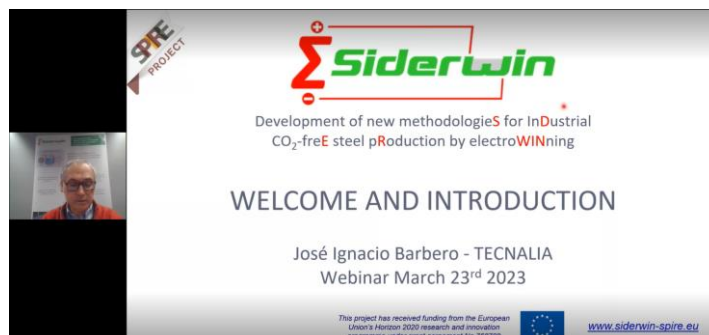 SPIRE
PROJECT
Siderwin
Development of new methodologieS for InDustrial
CO₂-freE steel pRoduction by electroWINning
WELCOME AND INTRODUCTION
José Ignacio Barbero - TECNALIA
Webinar March 23rd 2023
This project has received funding from the European
Union's Horizon 2020 research and innovation
www.siderwin-spire.eu